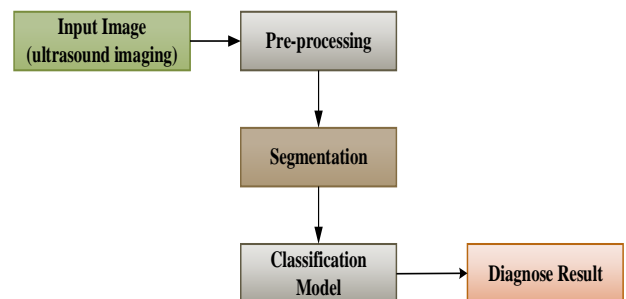 Input Image
(ultrasound imaging)
Pre-processing
Segmentation
Classification
Model
Diagnose Result